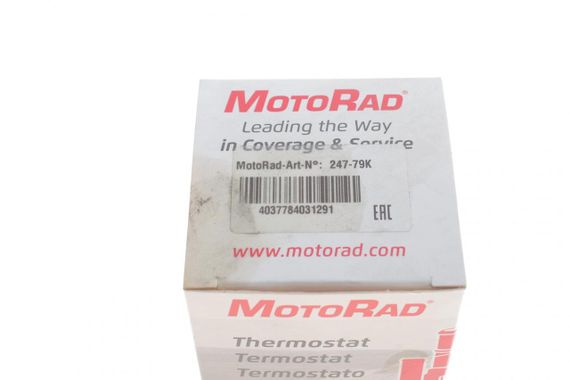 MOTORAD®
Leading the Way
in Coverage & Service
MotoRad-Art-N°: 247-79K
4037784031291
EAC
www.motorad.com
MOTORAD®
Thermostat
Termostat
Termostato